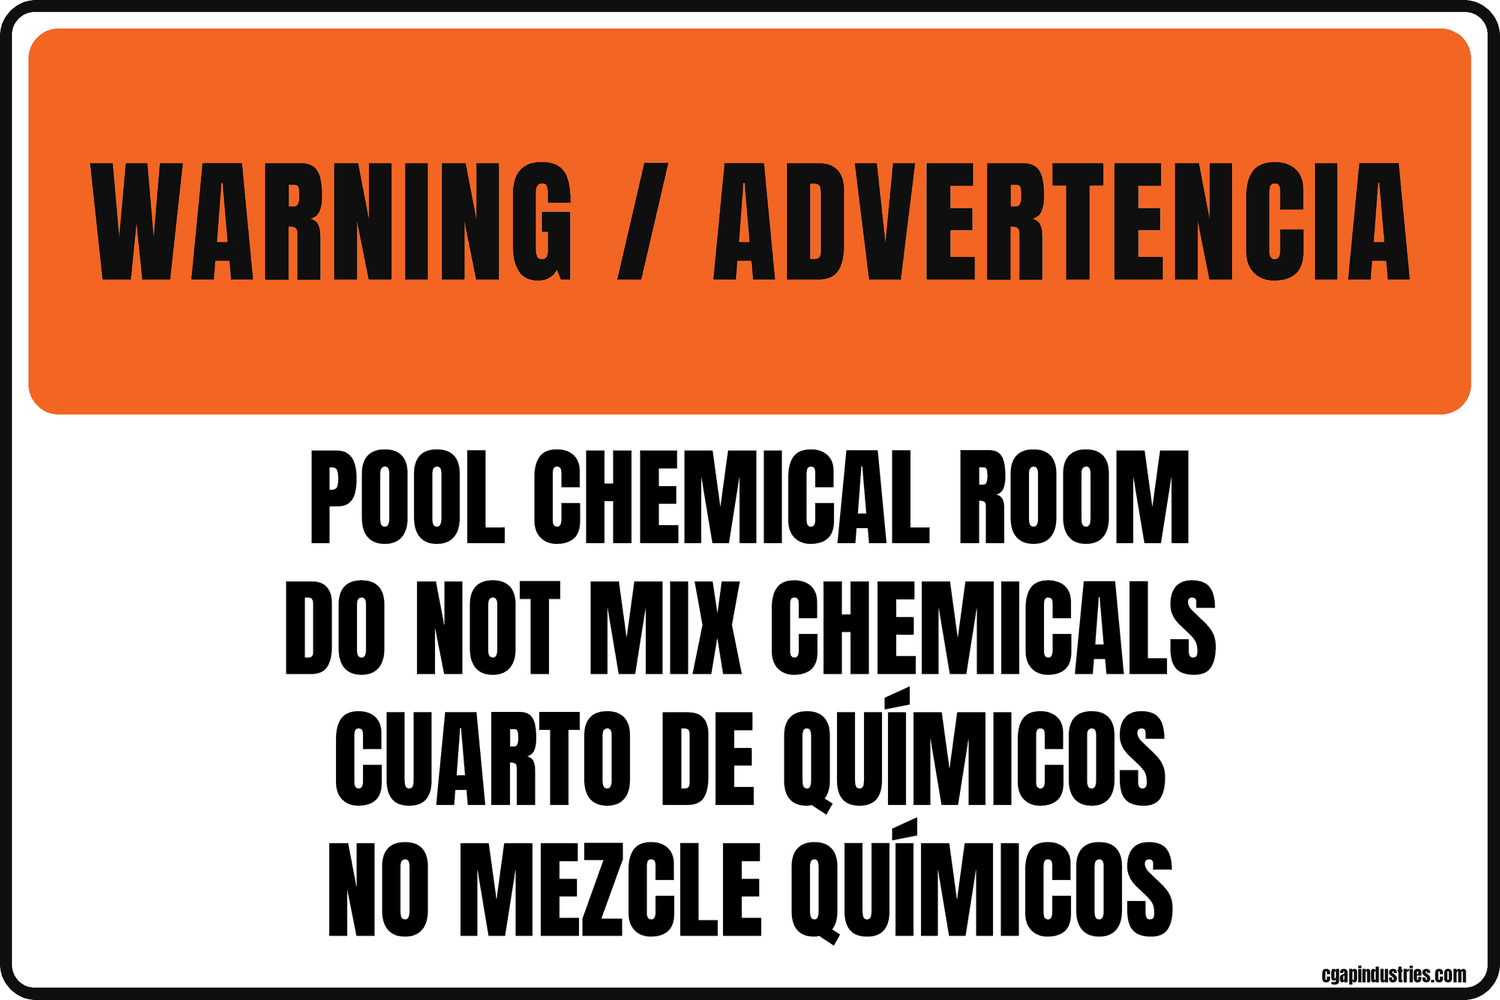 WARNING / ADVERTENCIA
POOL CHEMICAL ROOM
DO NOT MIX CHEMICALS
CUARTO DE QUÍMICOS
NO MEZCLE QUÍMICOS
cgapindustries.com